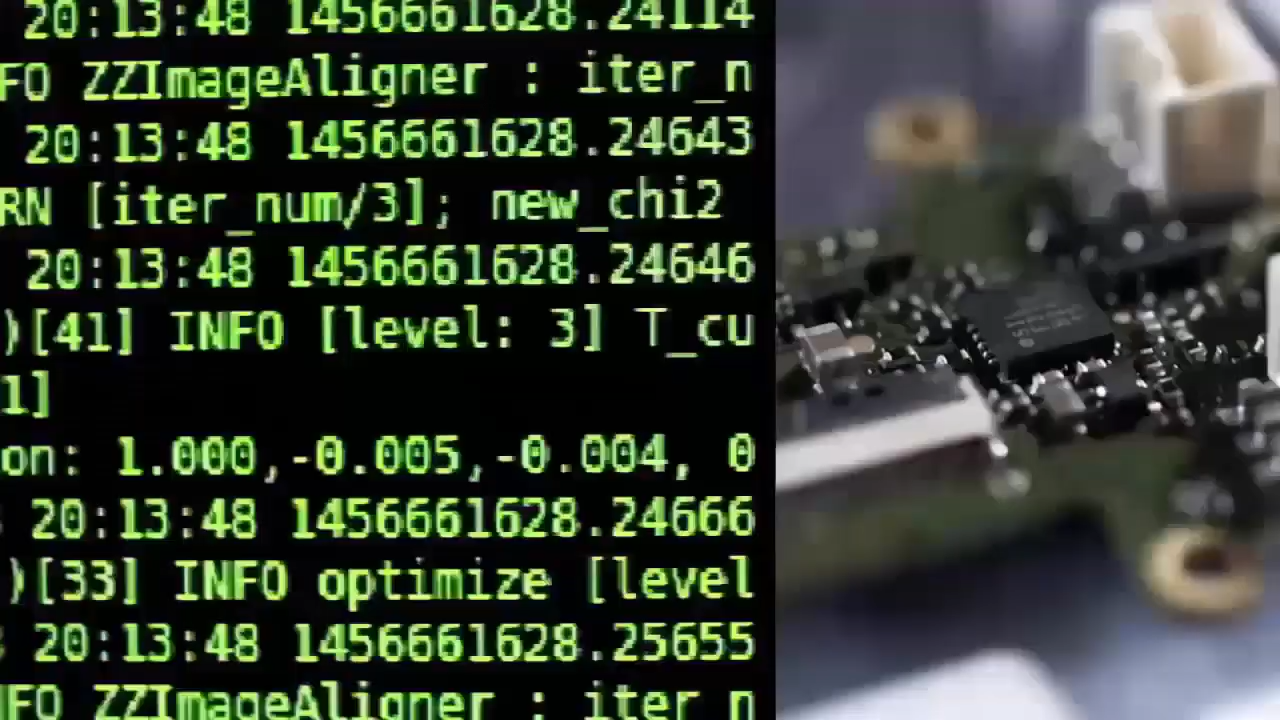 20:13:48 1456661628.24114
FO ZZImageAligner : iter_n
20:13:48 1456661628.24643
RN [iter_num/3]; new_chi2
20:13:48 1456661628.24646
)[41] INFO [level: 3] T_cu
1]
on: 1.000,-0.005,-0.004, 0
20:13:48 1456661628.24666
)[33] INFO optimize [level
20:13:48 1456661628.25655
FO ZZImageAligner : iter_n